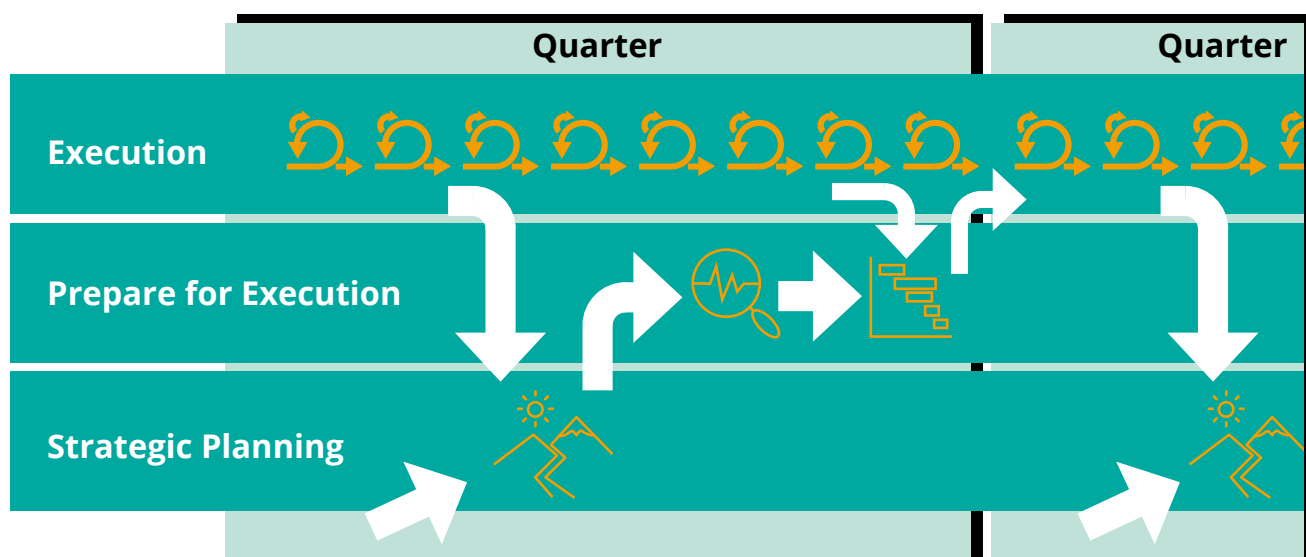 Quarter
Quarter
Execution
Prepare for Execution
Strategic Planning